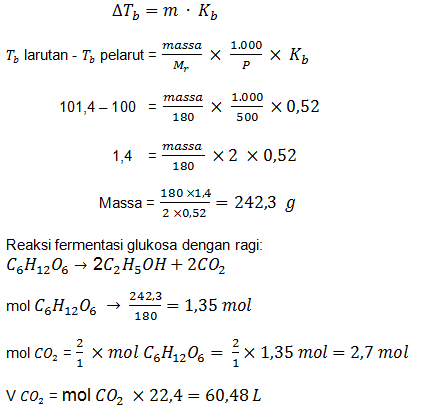 ΔT_b = m · K_b
T_b larutan - T_b pelarut = massa/M_r × 1.000/P × K_b
101,4 – 100 = massa/180 × 1.000/500 × 0,52
1,4 = massa/180 × 2 × 0,52
Massa = 180 ×1,4/2 ×0,52 = 242,3 g
Reaksi fermentasi glukosa dengan ragi:
C₆H₁₂O₆ → 2C₂H₅OH + 2CO₂
mol C₆H₁₂O₆ → 242,3/180 = 1,35 mol
mol CO₂ = 2/1 × mol C₆H₁₂O₆ = 2/1 × 1,35 mol = 2,7 mol
V CO₂ = mol CO₂ × 22,4 = 60,48 L